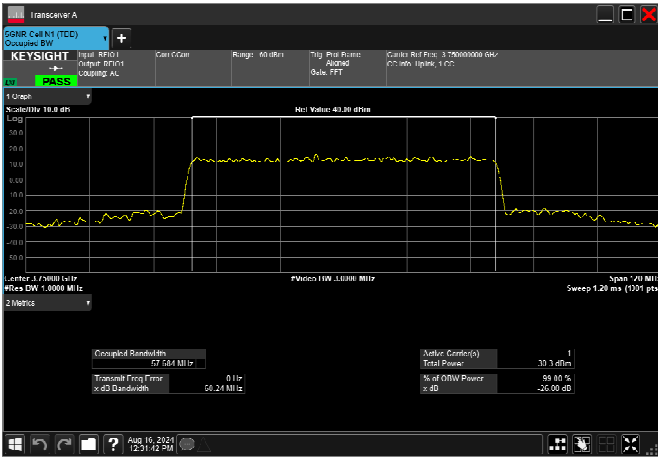 Transceiver A
5GNR Cell N1 (TDD)
Occupied BW
KEYSIGHT
PASS
Input: RFIO1
Output: RFIO1
Coupling: AC
Corr CCorr
Range: 60 dBm
Trig: Prot Frame
Aligned
Gate: FFT
Carrier Ref Freq: 3.750000000 GHz
CC Info: Uplink, 1 CC
1 Graph
Scale/Div 10.0 dB
Ref Value 40.00 dBm
Log
30.0
20.0
10.0
0.00
-10.0
-20.0
-30.0
-40.0
-50.0
Center 3.75000 GHz
#Video BW 3.0000 MHz
Span 120 MHz
#Res BW 1.0000 MHz
Sweep 1.20 ms (1001 pts)
2 Metrics
Occupied Bandwidth
57.684 MHz
Transmit Freq Error
0 Hz
x dB Bandwidth
60.24 MHz
Active Carrier(s)
1
Total Power
30.3 dBm
% of OBW Power
99.00 %
x dB
-26.00 dB
?
Aug 16, 2024
12:31:42 PM